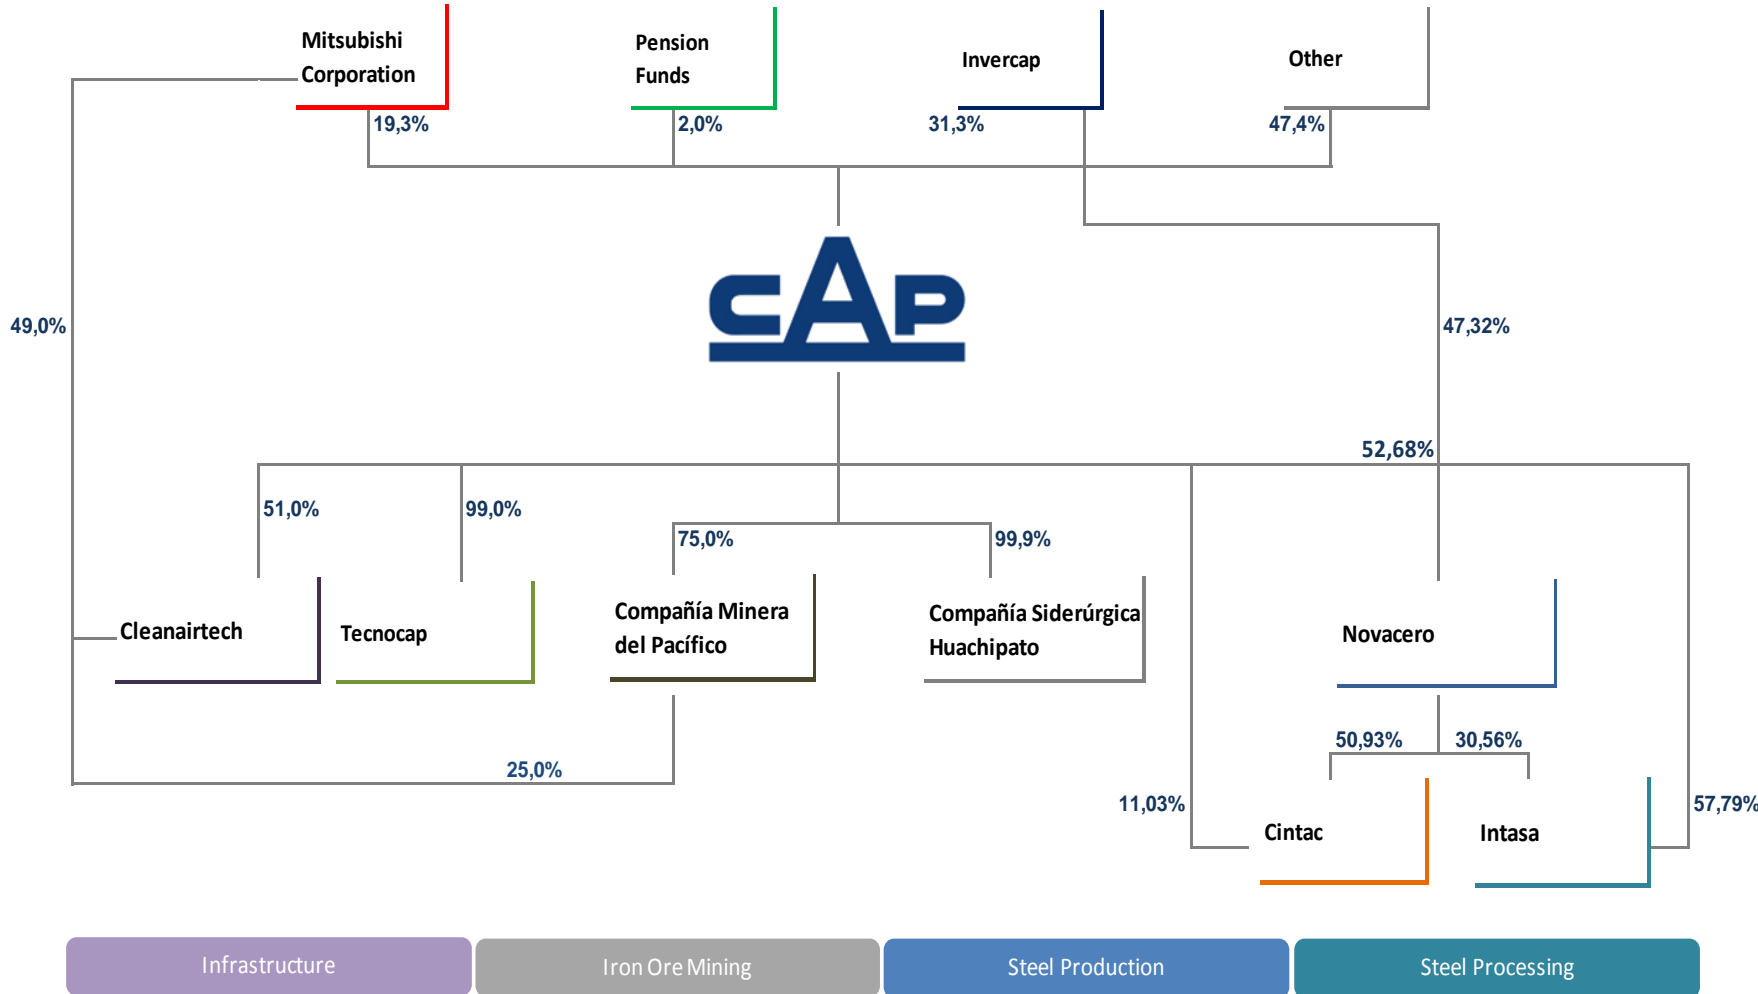 Mitsubishi
Corporation
Pension
Funds
Invercap
Other
19,3%
2,0%
31,3%
47,4%
CAP
49,0%
47,32%
52,68%
51,0%
99,0%
75,0%
99,9%
Cleanairtech
Tecnocap
Compañía Minera
del Pacífico
Compañía Siderúrgica
Huachipato
Novacero
50,93%
30,56%
25,0%
11,03%
57,79%
Cintac
Intasa
Infrastructure
Iron Ore Mining
Steel Production
Steel Processing